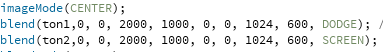 imageMode(CENTER);
blend(ton1,0, 0, 2000, 1000, 0, 0, 1024, 600, DODGE); /
blend(ton2,0, 0, 2000, 1000, 0, 0, 1024, 600, SCREEN);